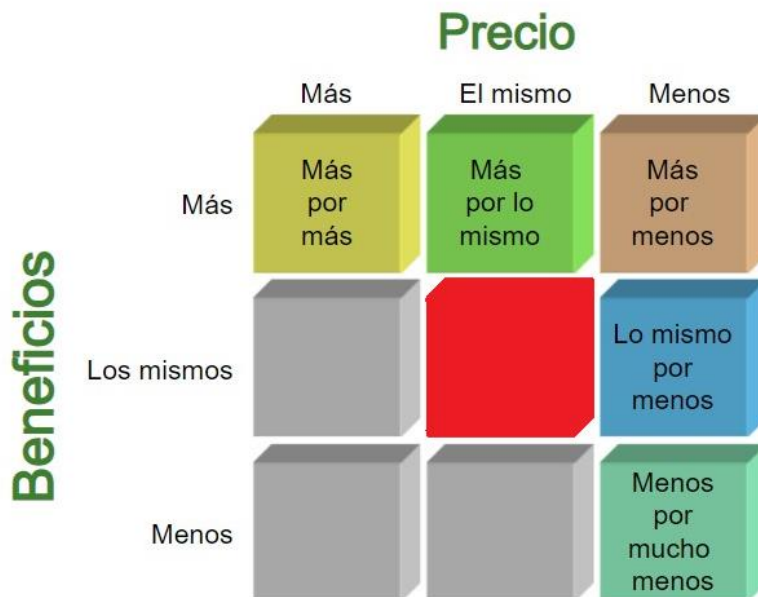 Precio
Más
El mismo
Menos
Beneficios
Más
Más
por
más
Más
por lo
mismo
Más
por
menos
Los mismos
Lo mismo
por
menos
Menos
Menos
por
mucho
menos